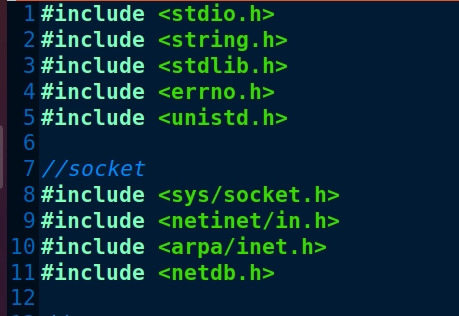 1 #include <stdio.h>
2 #include <string.h>
3 #include <stdlib.h>
4 #include <errno.h>
5 #include <unistd.h>
6
7 //socket
8 #include <sys/socket.h>
9 #include <netinet/in.h>
10 #include <arpa/inet.h>
11 #include <netdb.h>
12